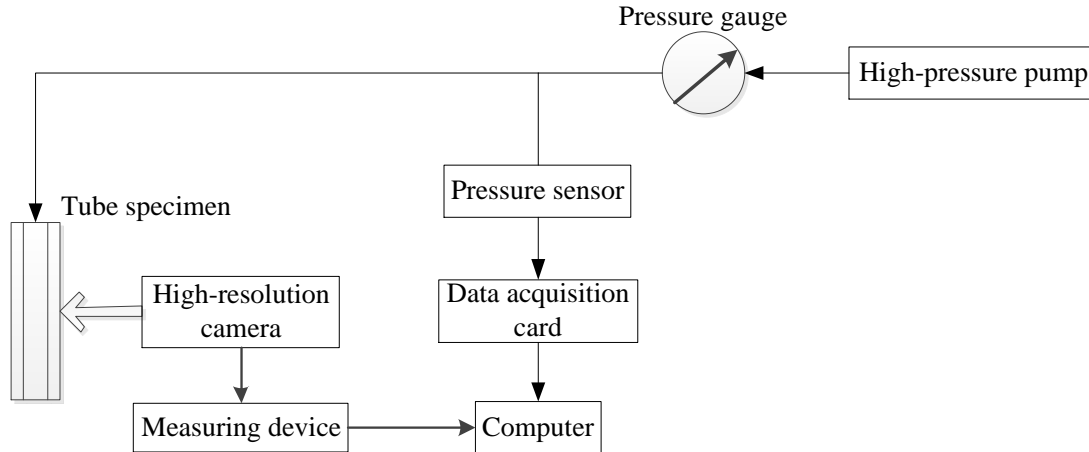 Pressure gauge
High-pressure pump
Pressure sensor
Tube specimen
High-resolution
camera
Data acquisition
card
Measuring device
Computer